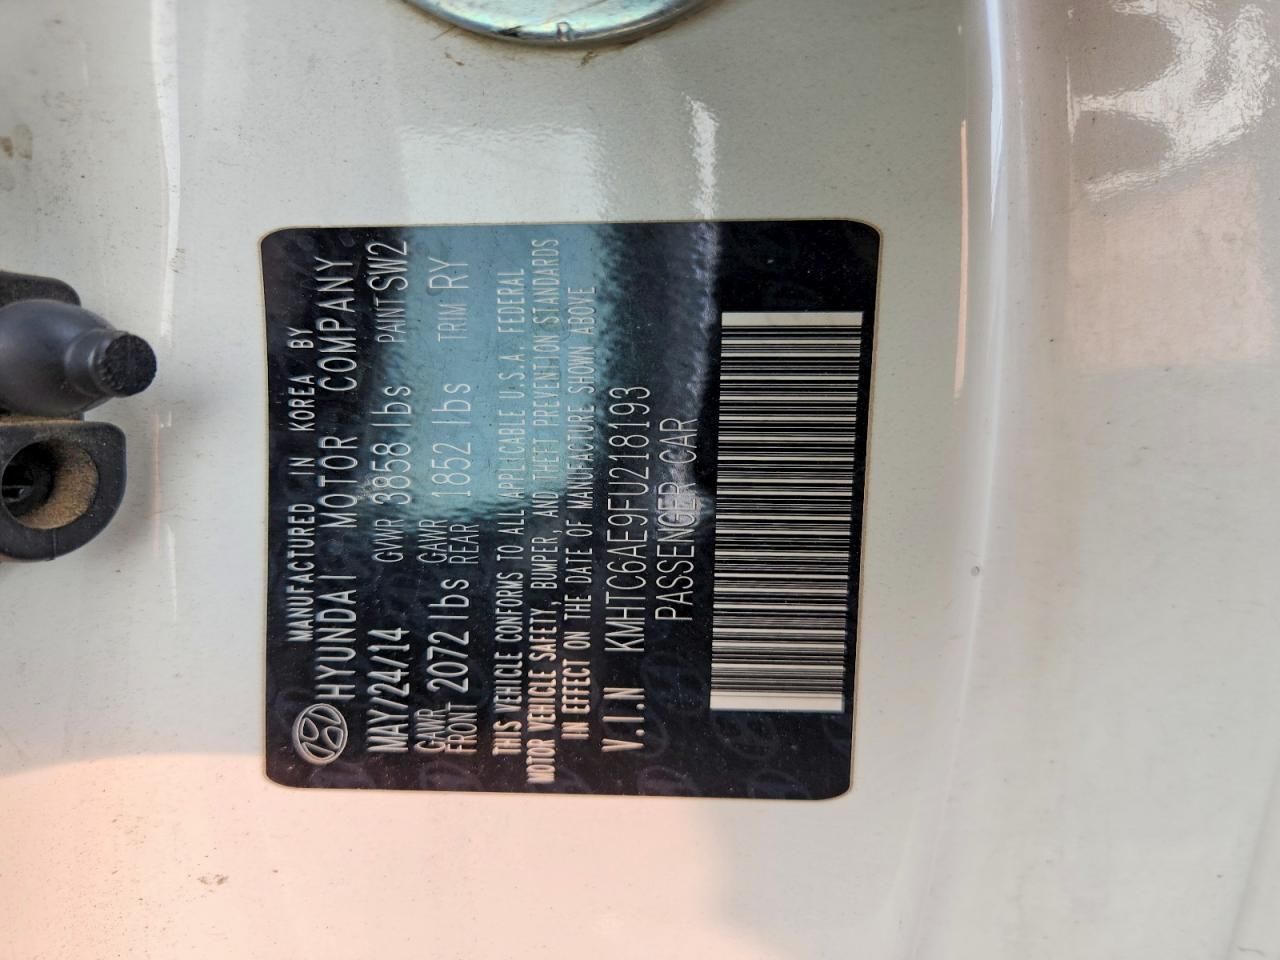 MANUFACTURED IN KOREA BY
HYUNDAI MOTOR COMPANY
MAY/24/14 GVWR 3858 lbs PAINT SW2
GAWR FRONT 2072 lbs GAWR REAR 1852 lbs TRIM RY
THIS VEHICLE CONFORMS TO ALL APPLICABLE U.S.A. FEDERAL
MOTOR VEHICLE SAFETY, BUMPER, AND THEFT PREVENTION STANDARDS
IN EFFECT ON THE DATE OF MANUFACTURE SHOWN ABOVE
V.I.N KMHTC6AE9FU218193
PASSENGER CAR